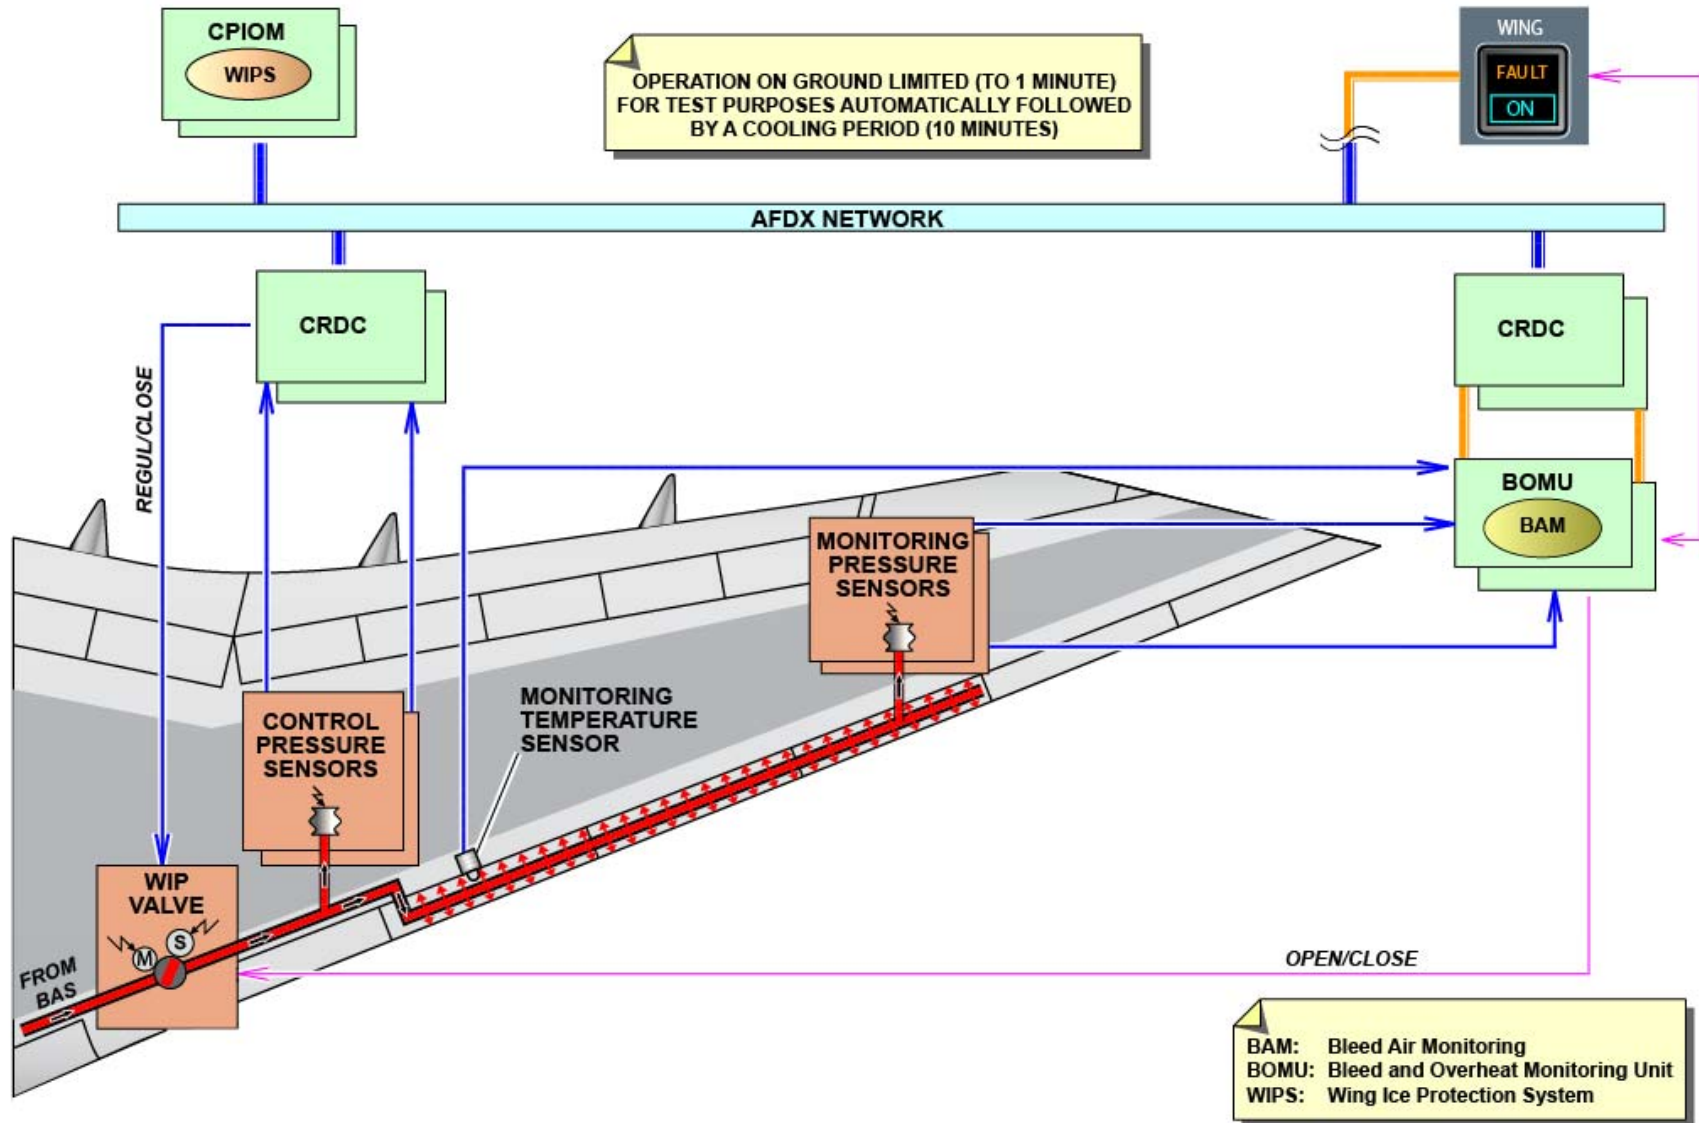 CPIOM
WIPS
OPERATION ON GROUND LIMITED (TO 1 MINUTE)
FOR TEST PURPOSES AUTOMATICALLY FOLLOWED
BY A COOLING PERIOD (10 MINUTES)
WING
FAULT
ON
AFDX NETWORK
CRDC
CRDC
REGUL/CLOSE
BOMU
BAM
MONITORING
PRESSURE
SENSORS
MONITORING
TEMPERATURE
SENSOR
CONTROL
PRESSURE
SENSORS
WIP
VALVE
S
M
FROM
BAS
OPEN/CLOSE
BAM: Bleed Air Monitoring
BOMU: Bleed and Overheat Monitoring Unit
WIPS: Wing Ice Protection System